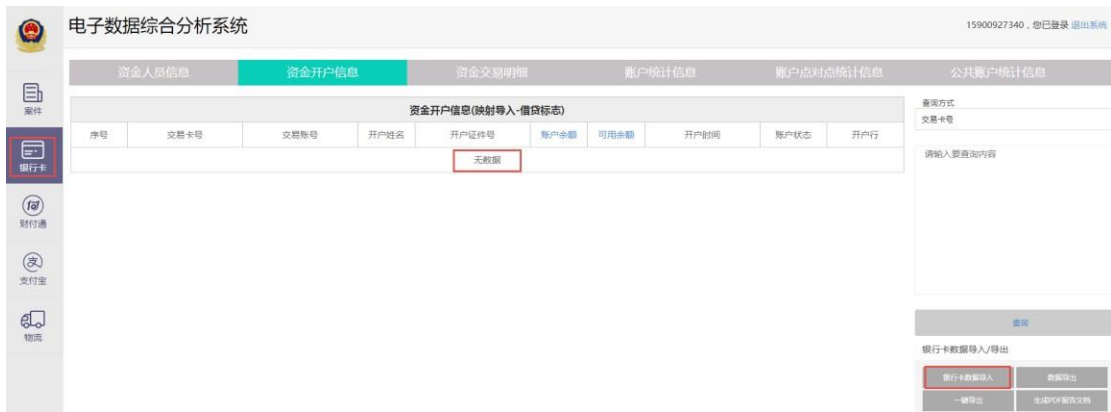 电子数据综合分析系统
15900927340，您已登录 退出系统
案件
银行卡
财付通
支付宝
物流
资金人员信息 资金开户信息 资金交易明细 账户统计信息 账户点对点统计信息 公共账户统计信息
资金开户信息(映射导入-借贷标志)
序号 交易卡号 交易账号 开户姓名 开户证件号 账户余额 可用余额 开户时间 账户状态 开户行
无数据
查询方式
交易卡号
请输入要查询内容
查询
银行卡数据导入/导出
银行卡数据导入 数据导出
一键导出 生成PDF报告文档